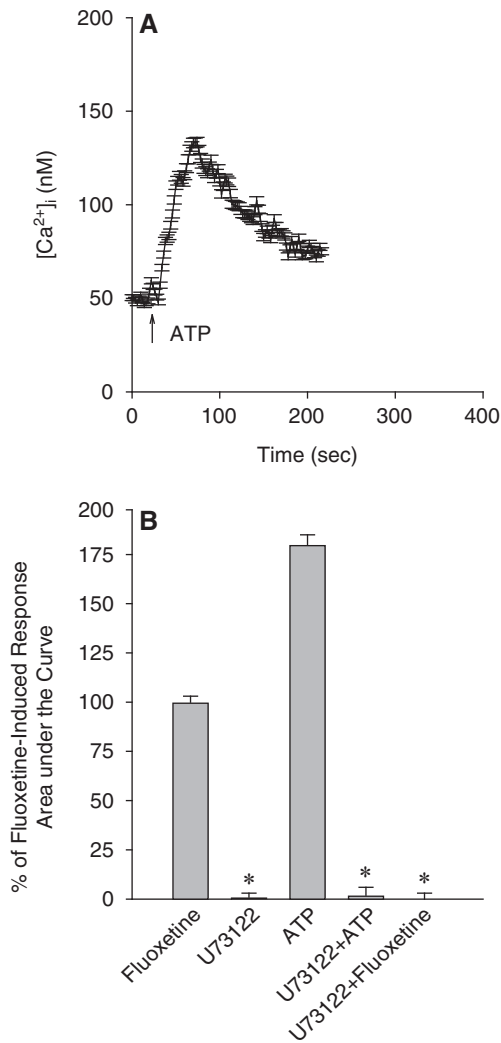 A
200
150
100
50
0
[Ca²⁺]ᵢ (nM)
ATP
0 100 200 300 400
Time (sec)
B
200
175
150
125
100
75
50
25
0
% of Fluoxetine-Induced Response
Area under the Curve
* * *
Fluoxetine
U73122
ATP
U73122+ATP
U73122+Fluoxetine